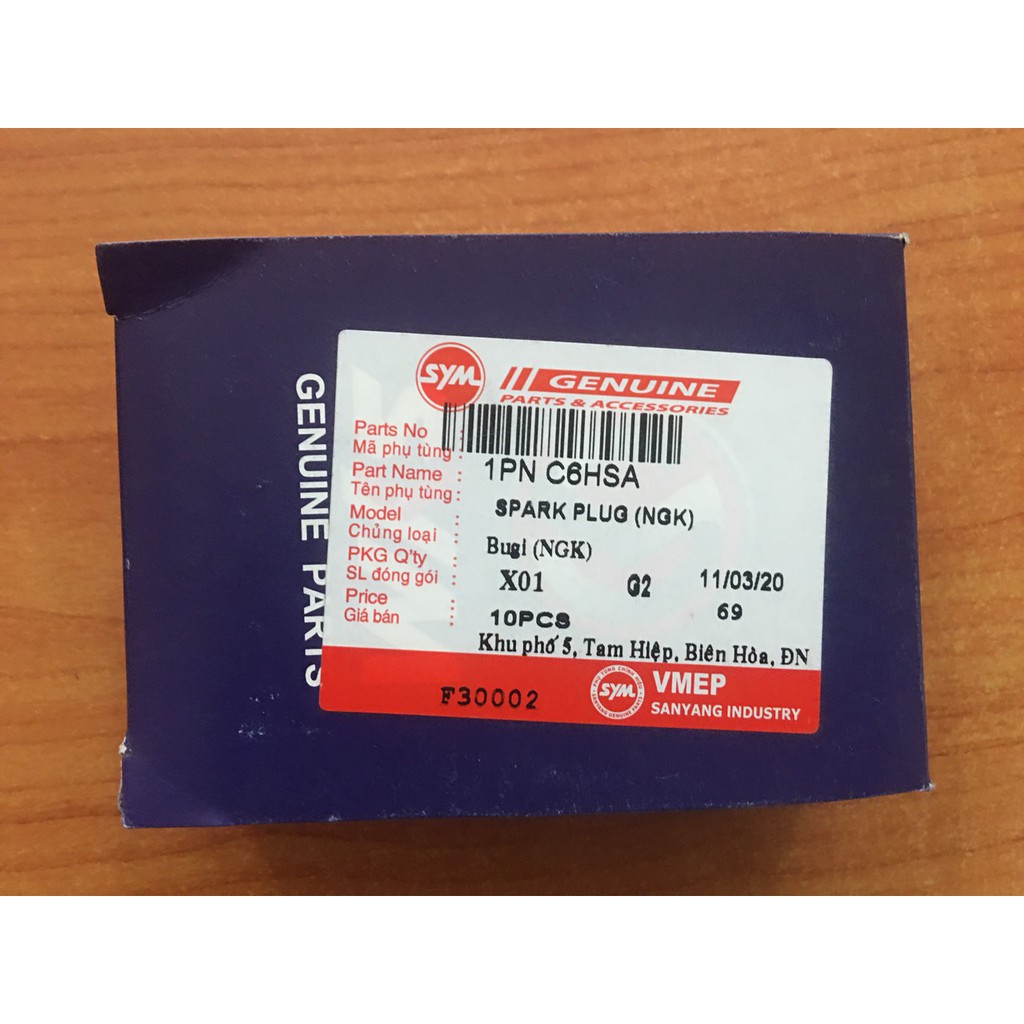 GENUINE PARTS
SYM GENUINE
PARTS & ACCESSORIES
Parts No :
Mã phụ tùng :
1PN C6HSA
Part Name :
Tên phụ tùng :
SPARK PLUG (NGK)
Model :
Chủng loại :
Bugi (NGK)
PKG Q'ty :
SL đóng gói :
X01 G2 11/03/20
Price :
Giá bán :
10PCS 69
Khu phố 5, Tam Hiệp, Biên Hòa, ĐN
F30002 SYM VMEP
SANYANG INDUSTRY